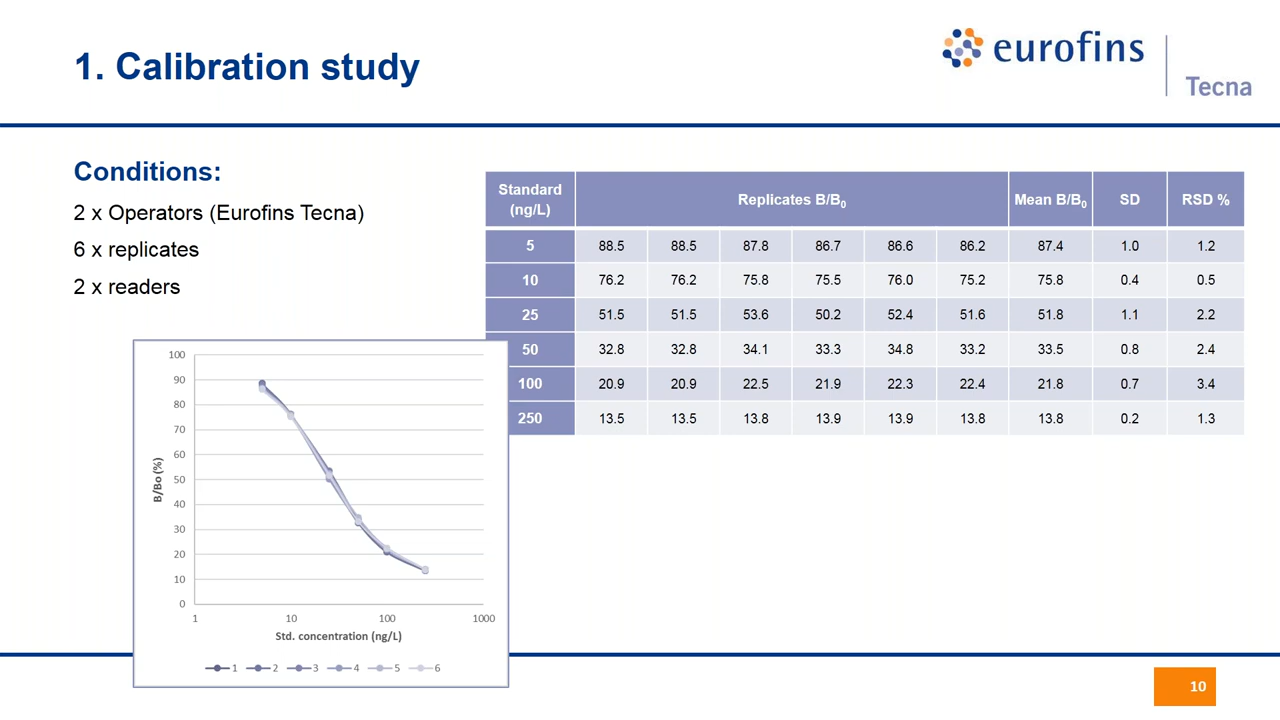 1. Calibration study
eurofins
Tecna
Conditions:
2 x Operators (Eurofins Tecna)
6 x replicates
2 x readers
Standard (ng/L) Replicates B/B0 Mean B/B0 SD RSD %
5 88.5 88.5 87.8 86.7 86.6 86.2 87.4 1.0 1.2
10 76.2 76.2 75.8 75.5 76.0 75.2 75.8 0.4 0.5
25 51.5 51.5 53.6 50.2 52.4 51.6 51.8 1.1 2.2
50 32.8 32.8 34.1 33.3 34.8 33.2 33.5 0.8 2.4
100 20.9 20.9 22.5 21.9 22.3 22.4 21.8 0.7 3.4
250 13.5 13.5 13.8 13.9 13.9 13.8 13.8 0.2 1.3
100
90
80
70
60
50
40
30
20
10
0
B/Bo (%)
1 10 100 1000
Std. concentration (ng/L)
1 2 3 4 5 6
10